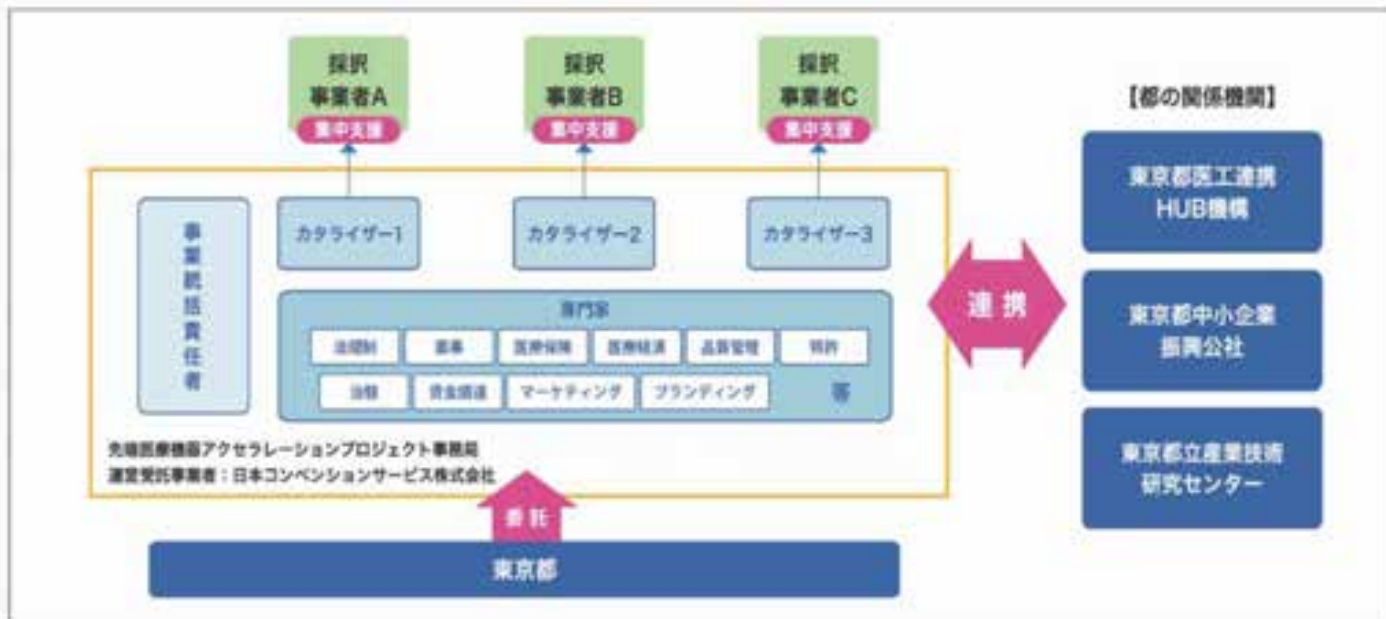 採択
事業者A
集中支援
採択
事業者B
集中支援
採択
事業者C
集中支援
事業統括責任者
カタライザー1
カタライザー2
カタライザー3
専門家
法規制
薬事
医療保険
医療経済
品質管理
特許
治験
資金調達
マーケティング
ブランディング
等
先端医療機器アクセラレーションプロジェクト事務局
運営受託事業者：日本コンベンションサービス株式会社
委託
東京都
連携
【都の関係機関】
東京都医工連携
HUB機構
東京都中小企業
振興公社
東京都立産業技術
研究センター